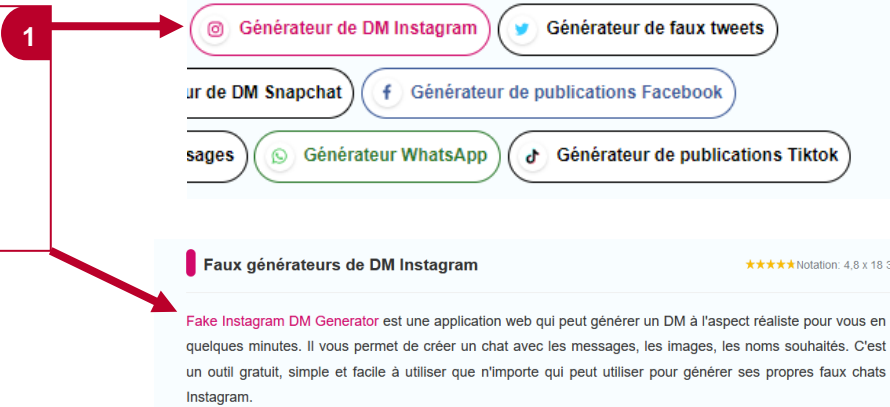 1
Générateur de DM Instagram
Générateur de faux tweets
ur de DM Snapchat
Générateur de publications Facebook
sages
Générateur WhatsApp
Générateur de publications Tiktok
Faux générateurs de DM Instagram
Notation: 4,8 x 18 3
Fake Instagram DM Generator est une application web qui peut générer un DM à l'aspect réaliste pour vous en
quelques minutes. Il vous permet de créer un chat avec les messages, les images, les noms souhaités. C'est
un outil gratuit, simple et facile à utiliser que n'importe qui peut utiliser pour générer ses propres faux chats
Instagram.